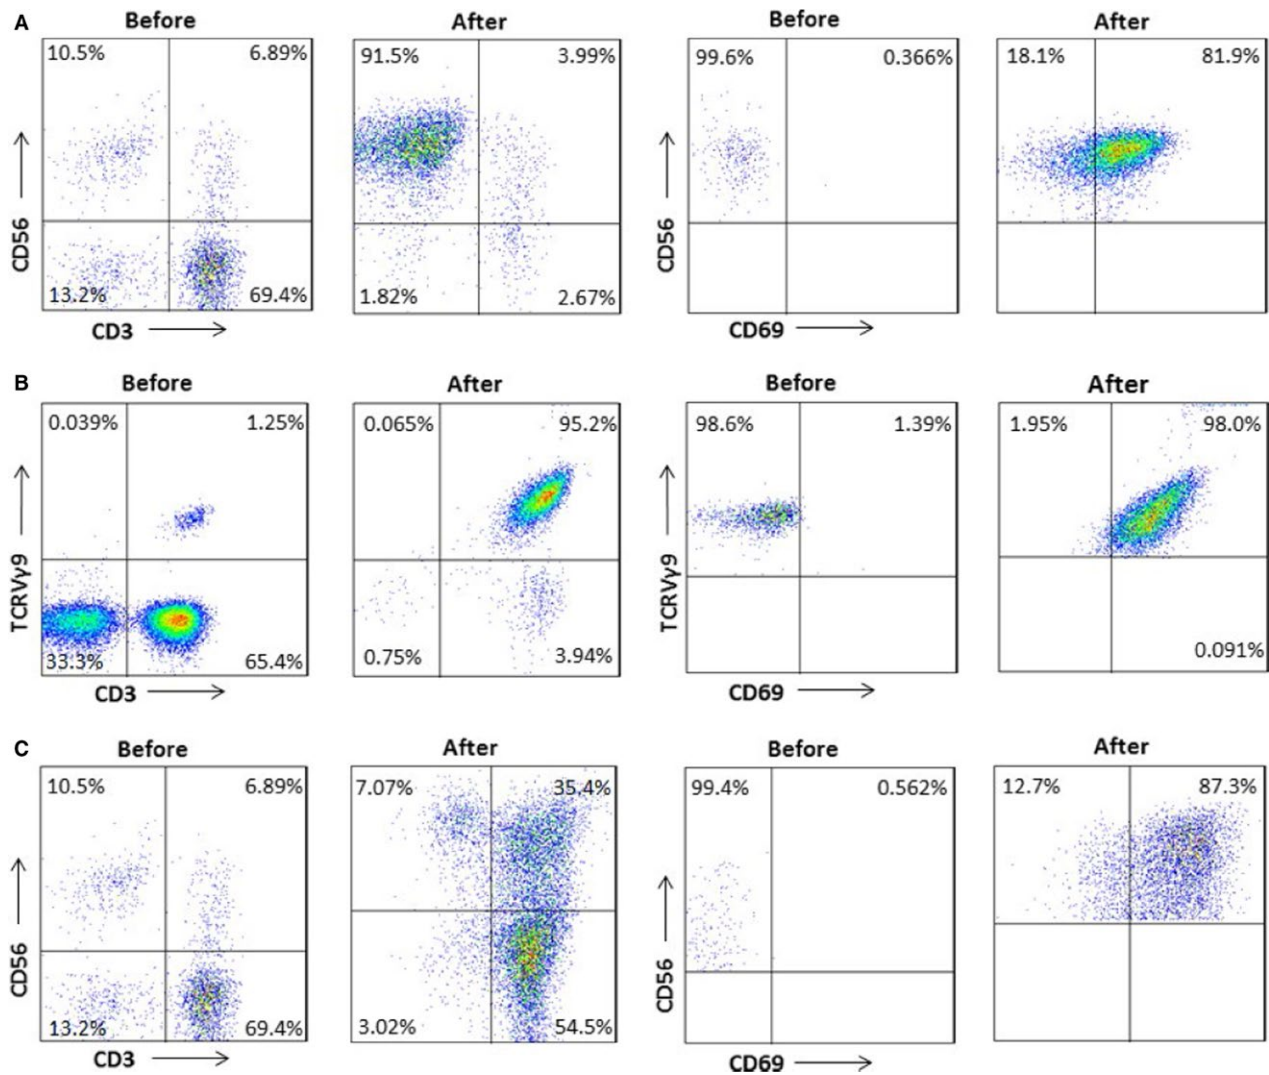 A
Before
After
Before
After
10.5%
6.89%
91.5%
3.99%
99.6%
0.366%
18.1%
81.9%
CD56
CD56
13.2%
69.4%
1.82%
2.67%
CD3
CD69
B
Before
After
Before
After
0.039%
1.25%
0.065%
95.2%
98.6%
1.39%
1.95%
98.0%
TCRVγ9
TCRVγ9
33.3%
65.4%
0.75%
3.94%
0.091%
CD3
CD69
C
Before
After
Before
After
10.5%
6.89%
7.07%
35.4%
99.4%
0.562%
12.7%
87.3%
CD56
CD56
13.2%
69.4%
3.02%
54.5%
CD3
CD69